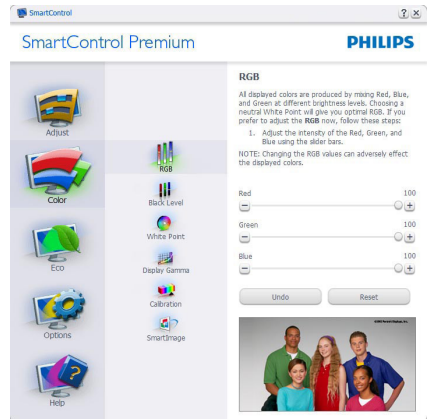 SmartControl
SmartControl Premium
PHILIPS
Adjust
Color
Eco
Options
Help
RGB
Black Level
White Point
Display Gamma
Calibration
SmartImage
RGB
All displayed colors are produced by mixing Red, Blue,
and Green at different brightness levels. Choosing a
neutral White Point will give you optimal RGB. If you
prefer to adjust the RGB now, follow these steps:
1. Adjust the intensity of the Red, Green, and
Blue using the slider bars.
NOTE: Changing the RGB values can adversely effect
the displayed colors.
Red 100
Green 100
Blue 100
Undo Reset